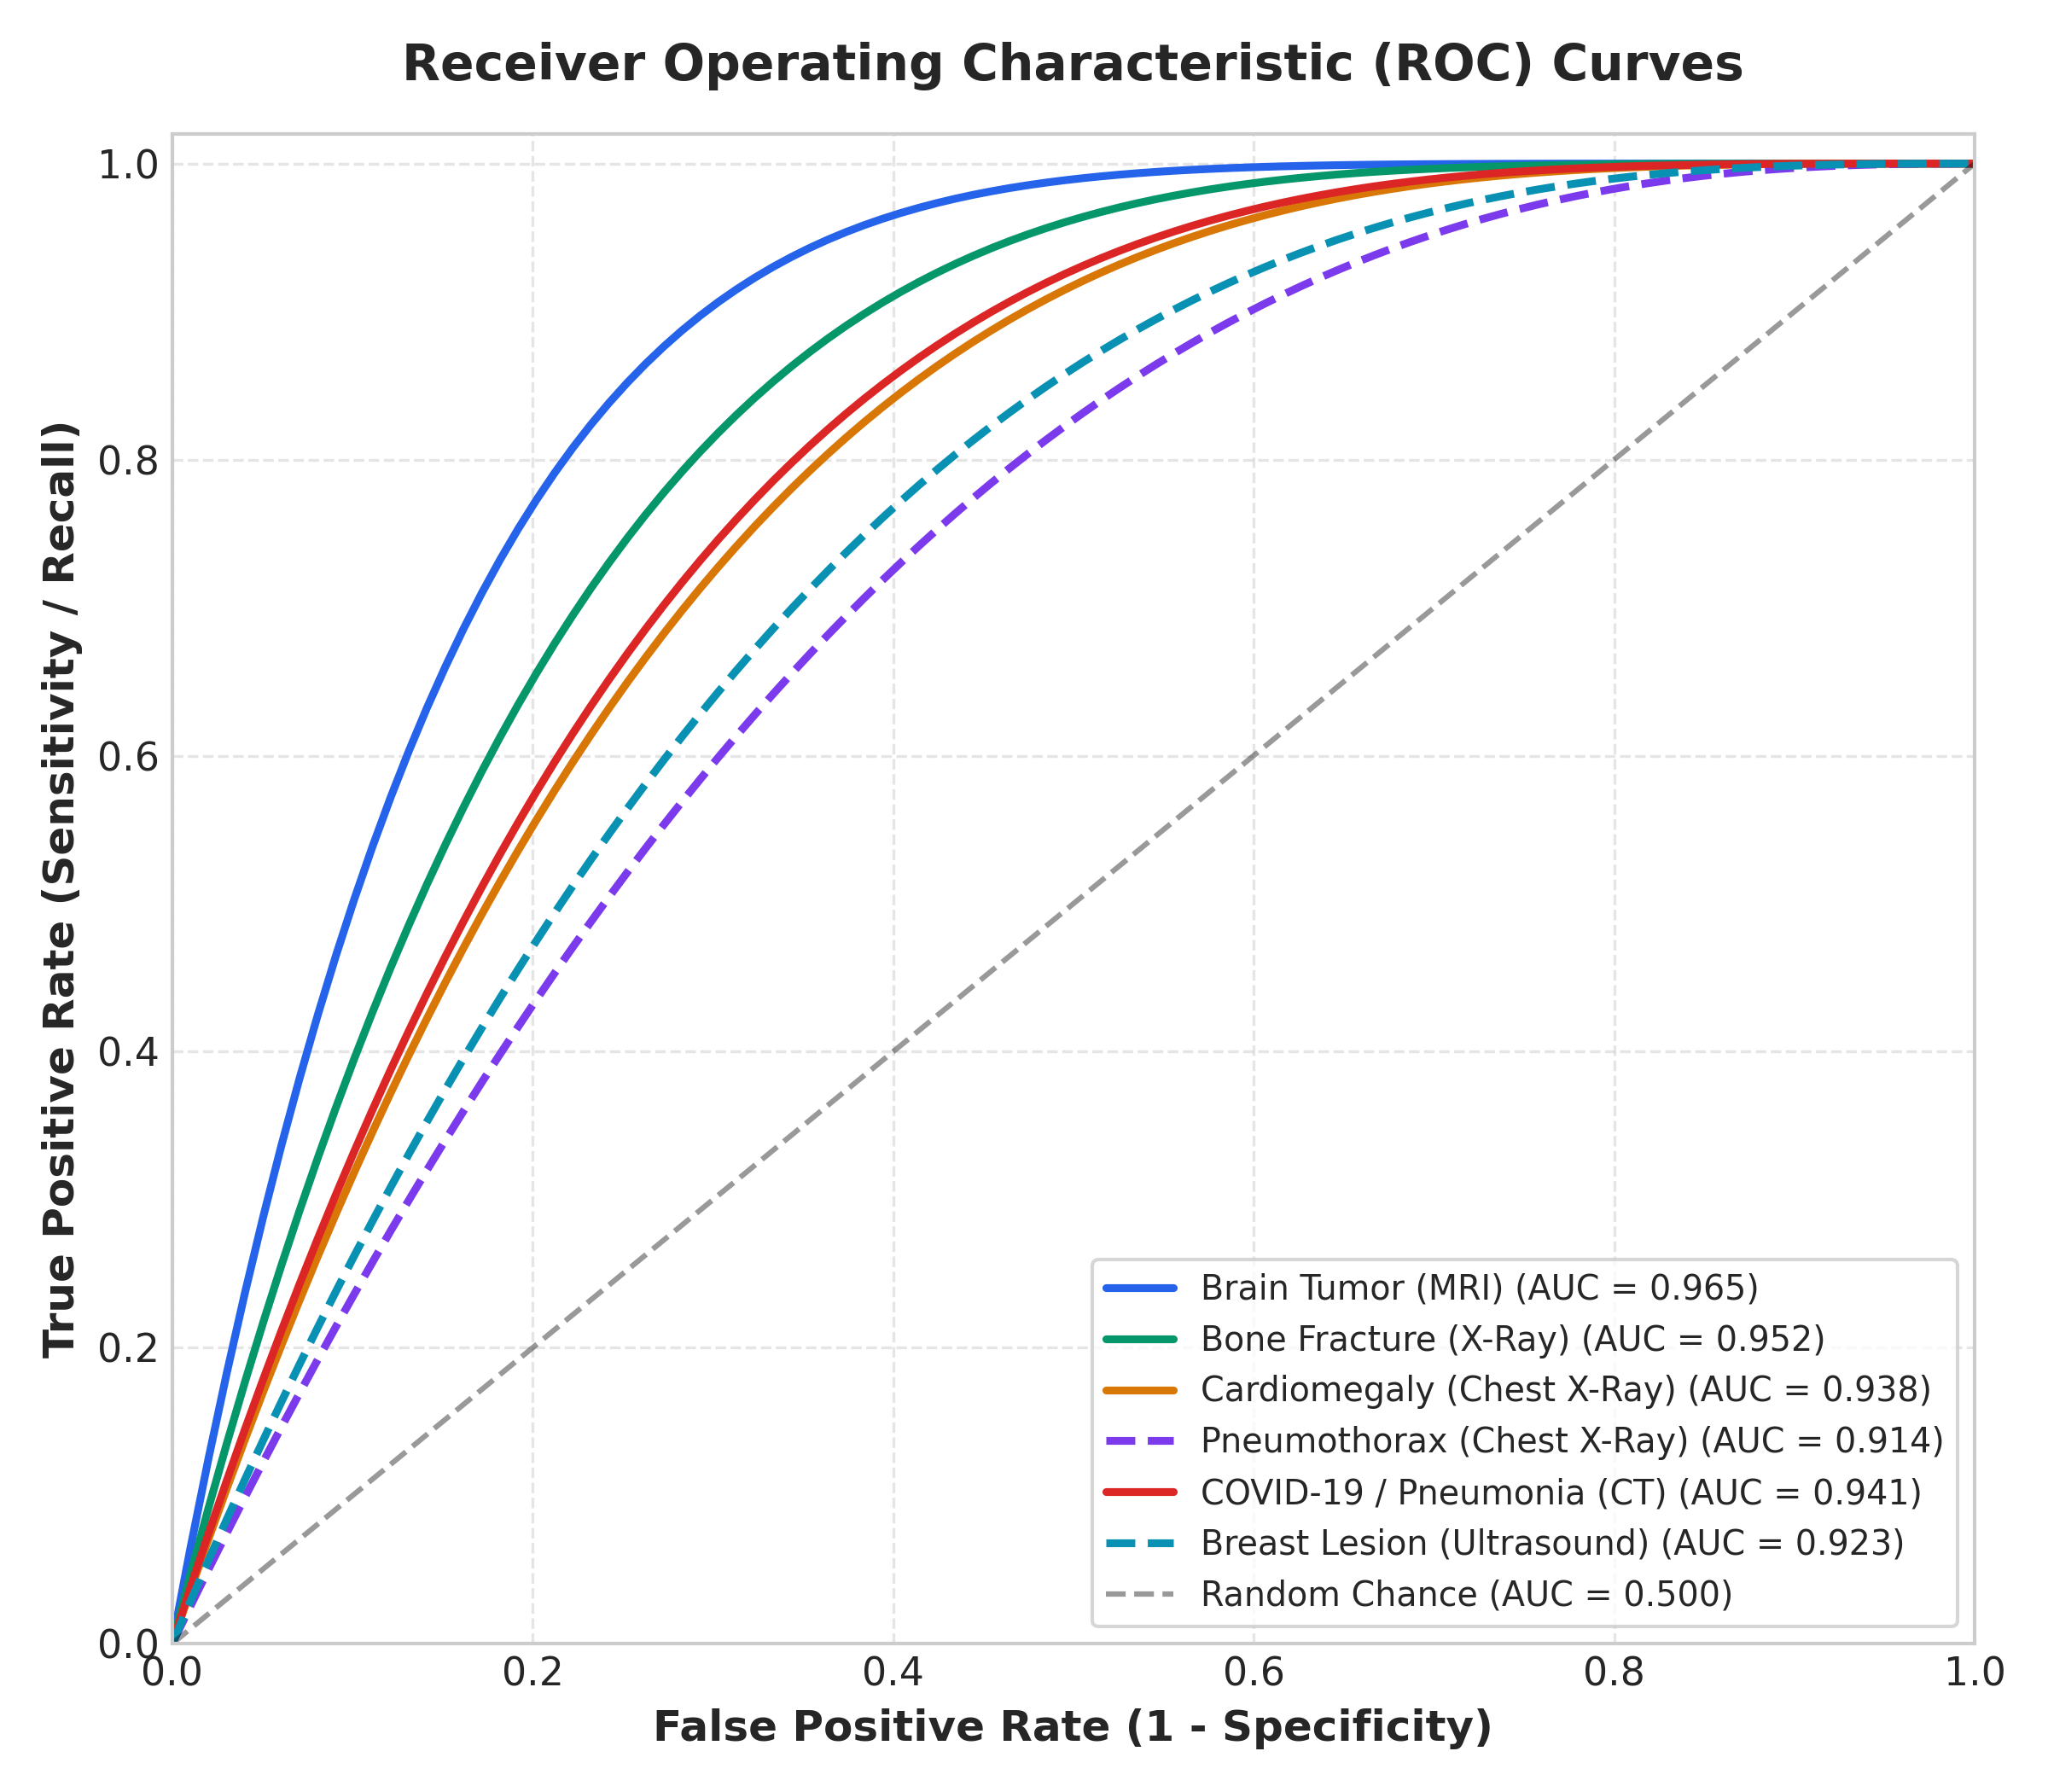 Receiver Operating Characteristic (ROC) Curves
True Positive Rate (Sensitivity / Recall)
1.0
0.8
0.6
0.4
0.2
0.0
0.0
0.2
0.4
0.6
0.8
1.0
False Positive Rate (1 - Specificity)
Brain Tumor (MRI) (AUC = 0.965)
Bone Fracture (X-Ray) (AUC = 0.952)
Cardiomegaly (Chest X-Ray) (AUC = 0.938)
Pneumothorax (Chest X-Ray) (AUC = 0.914)
COVID-19 / Pneumonia (CT) (AUC = 0.941)
Breast Lesion (Ultrasound) (AUC = 0.923)
Random Chance (AUC = 0.500)